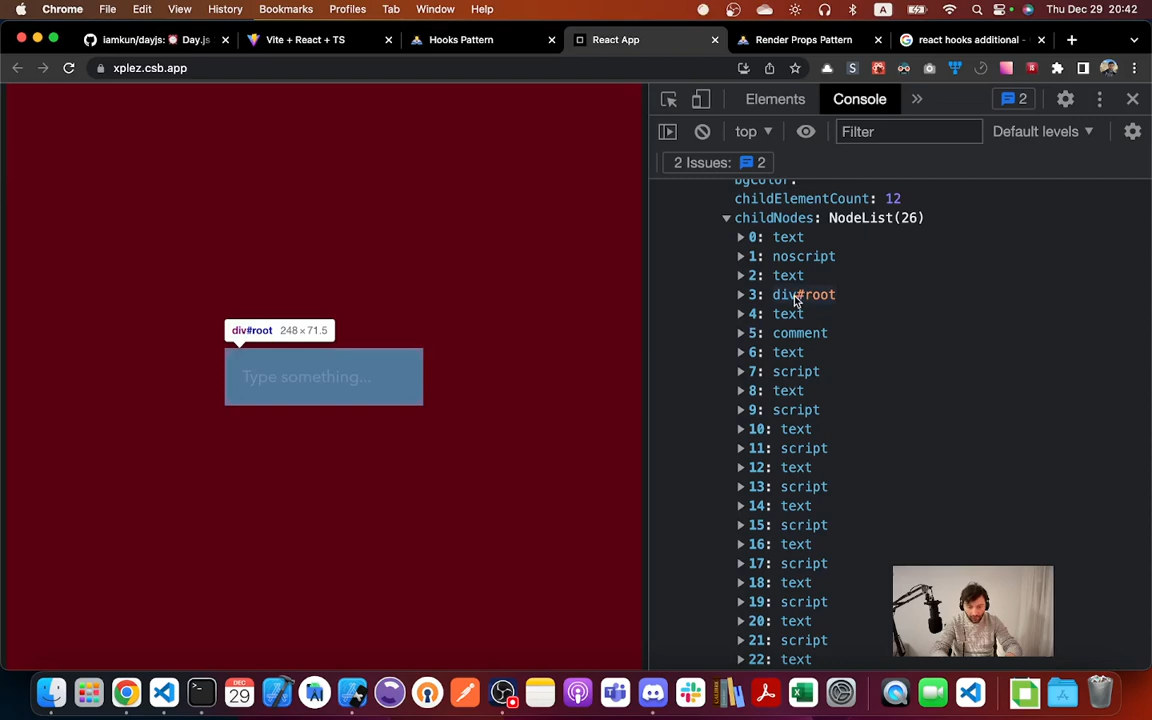 Chrome File Edit View History Bookmarks Profiles Tab Window Help A Thu Dec 29 20:42
iamkun/dayjs: ⏰ Day.js Vite + React + TS Hooks Pattern React App Render Props Pattern react hooks additional -
xplez.csb.app
Elements Console » 2
top Filter Default levels
2 Issues: 2
bgColor:
childElementCount: 12
childNodes: NodeList(26)
0: text
1: noscript
2: text
3: div#root
4: text
5: comment
6: text
7: script
8: text
9: script
10: text
11: script
12: text
13: script
14: text
15: script
16: text
17: script
18: text
19: script
20: text
21: script
22: text
div#root 248 × 71.5
Type something...
DEC
29